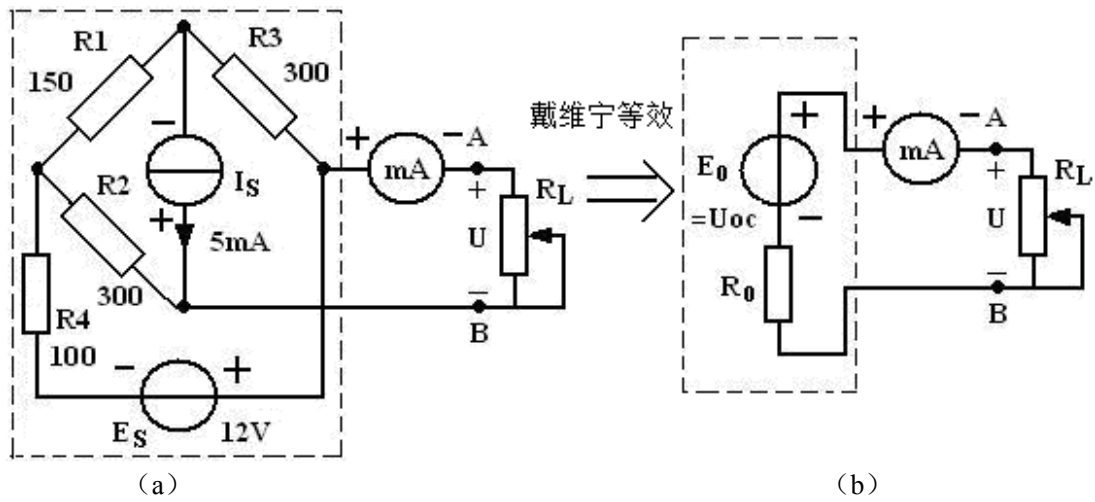 R1
150
R3
300
R2
300
R4
100
− Is +
5mA
− +
Es
12V
+ mA −
A
+
RL
U
−
B
戴维宁等效
+
E0
=Uoc
−
R0
+ mA −
A
+
RL
U
−
B
（a）
（b）